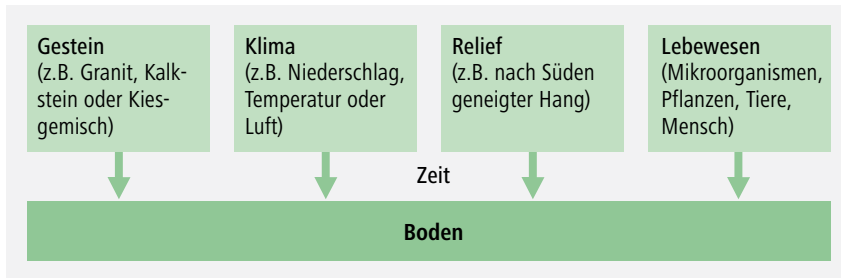 Gestein
(z.B. Granit, Kalk-
stein oder Kies-
gemisch)
Klima
(z.B. Niederschlag,
Temperatur oder
Luft)
Relief
(z.B. nach Süden
geneigter Hang)
Lebewesen
(Mikroorganismen,
Pflanzen, Tiere,
Mensch)
Zeit
Boden